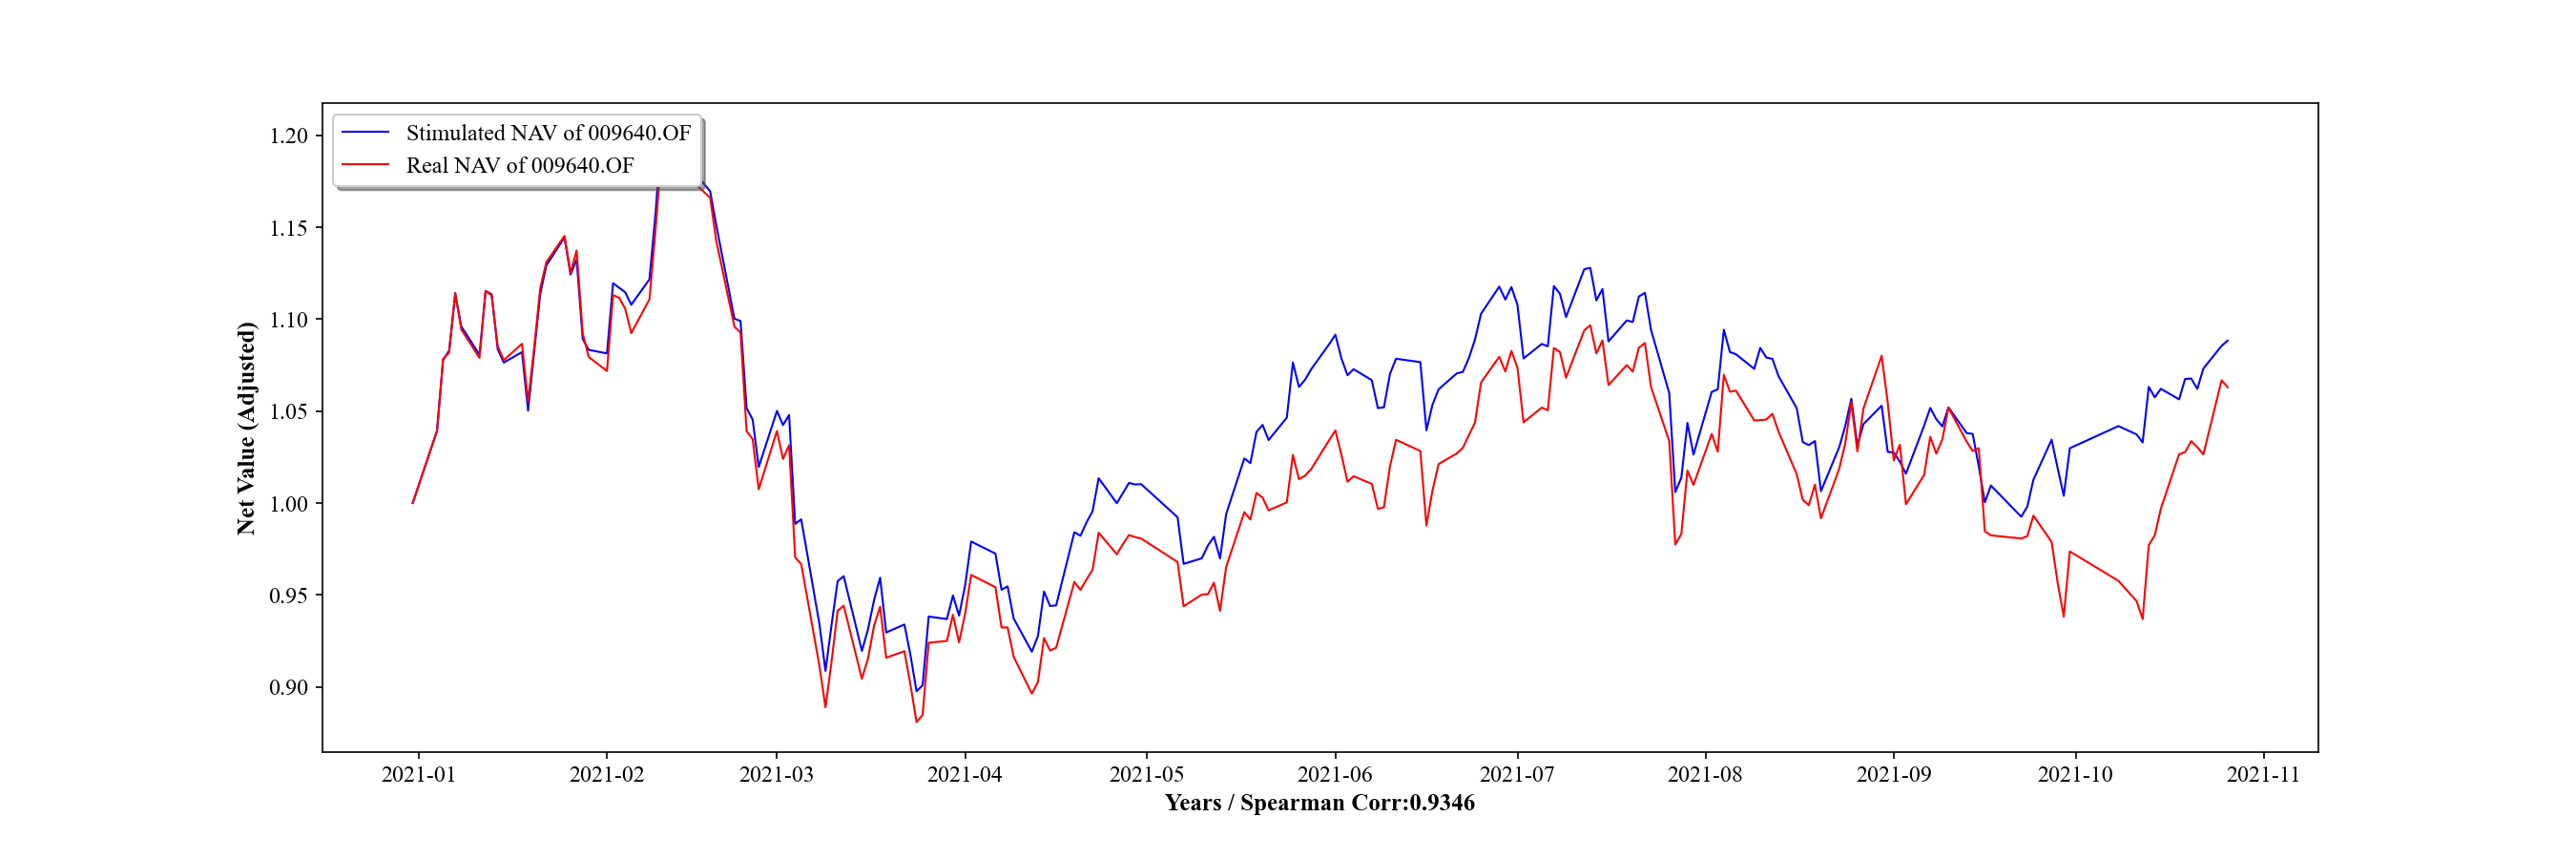 Stimulated NAV of 009640.OF
Real NAV of 009640.OF
1.20
1.15
1.10
1.05
1.00
0.95
0.90
Net Value (Adjusted)
2021-01 2021-02 2021-03 2021-04 2021-05 2021-06 2021-07 2021-08 2021-09 2021-10 2021-11
Years / Spearman Corr:0.9346